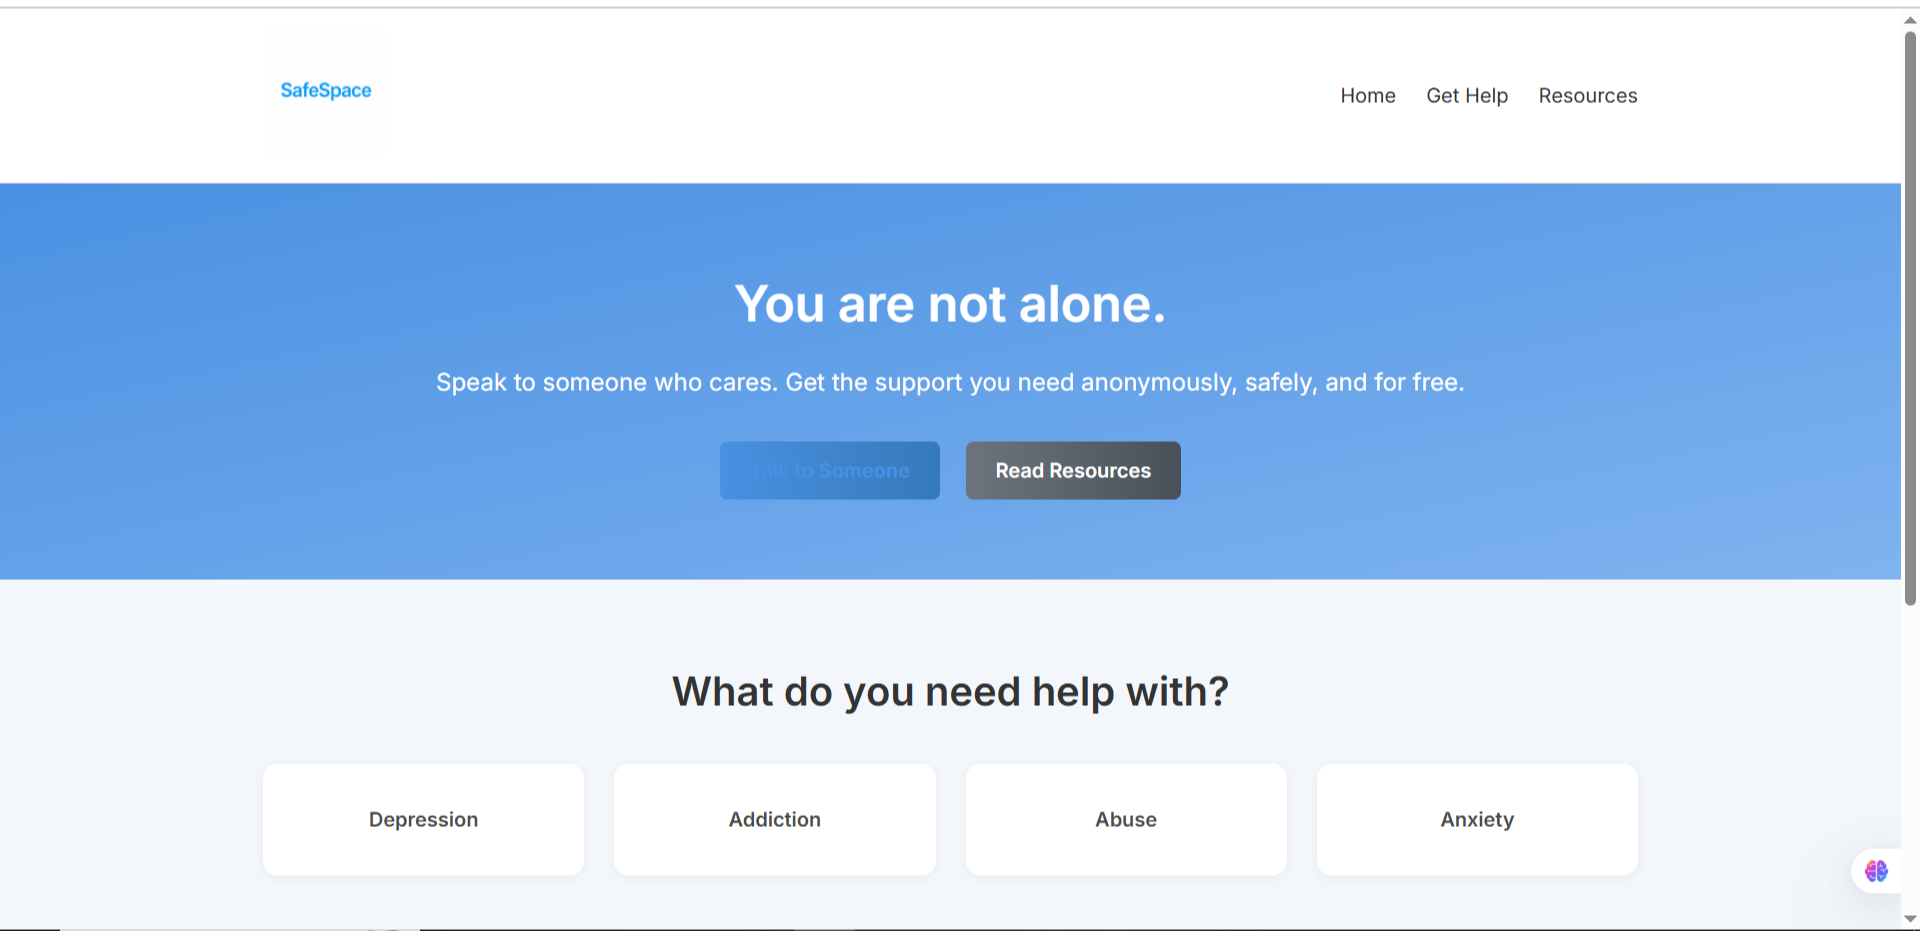 SafeSpace
Home Get Help Resources
You are not alone.
Speak to someone who cares. Get the support you need anonymously, safely, and for free.
Talk to Someone Read Resources
What do you need help with?
Depression Addiction Abuse Anxiety